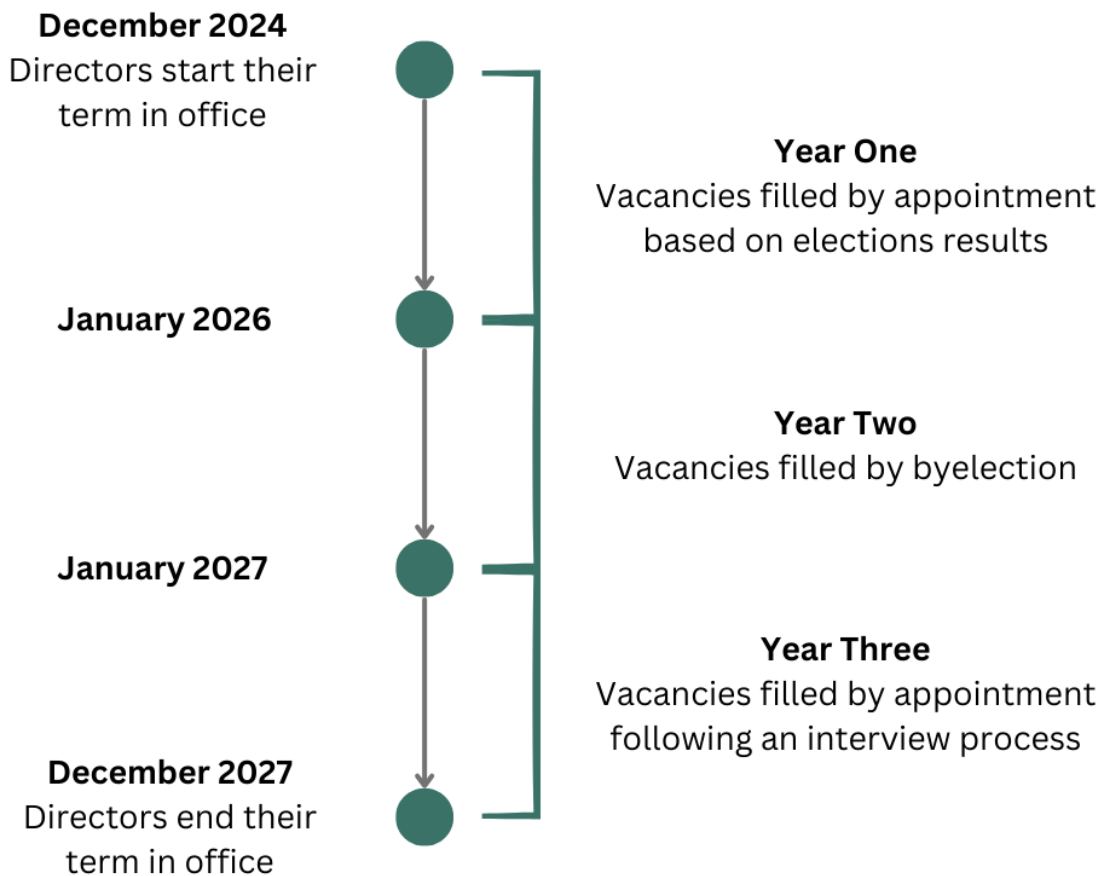 December 2024
Directors start their
term in office
Year One
Vacancies filled by appointment
based on elections results
January 2026
Year Two
Vacancies filled by byelection
January 2027
Year Three
Vacancies filled by appointment
following an interview process
December 2027
Directors end their
term in office